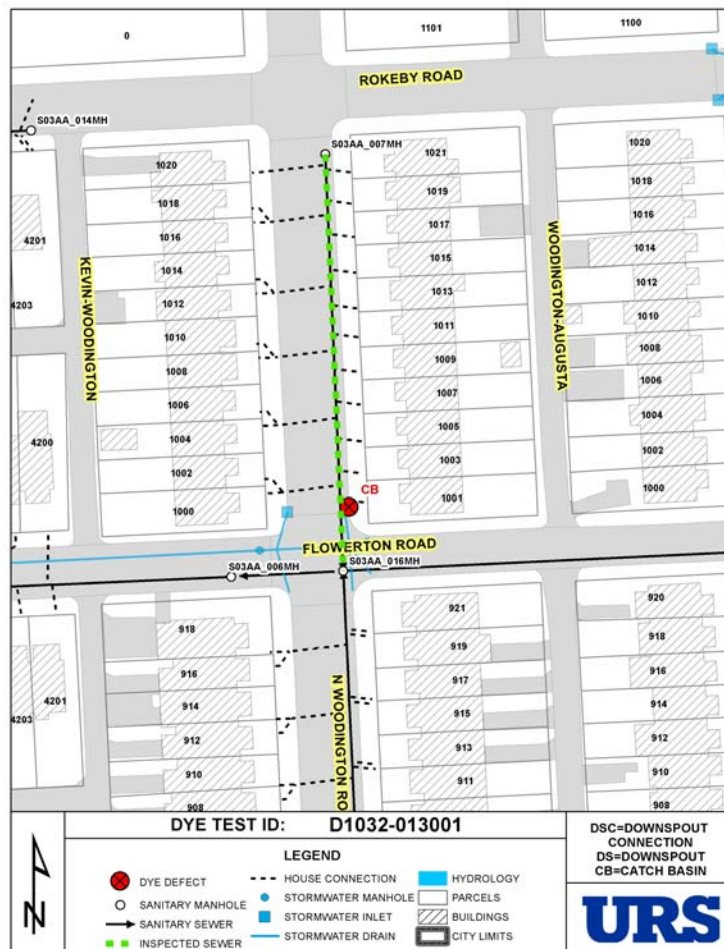 0
1101
1100
ROKEBY ROAD
S03AA_014MH
S03AA_007MH
1020
1021
1020
1018
1019
1018
1016
1017
1016
4201
1014
1015
1014
KEVIN-WOODINGTON
WOODINGTON-AUGUSTA
4203
1012
1013
1012
1010
1011
1010
1008
1009
1008
1006
1007
1006
4200
1004
1005
1004
1002
1003
1002
1000
1001
1000
CB
FLOWERTON ROAD
S03AA_006MH
S03AA_016MH
918
921
920
916
919
918
4203
4201
914
917
916
912
915
914
910
913
912
908
911
910
908
N WOODINGTON RO
DYE TEST ID: D1032-013001
LEGEND
DYE DEFECT
SANITARY MANHOLE
SANITARY SEWER
INSPECTED SEWER
HOUSE CONNECTION
STORMWATER MANHOLE
STORMWATER INLET
STORMWATER DRAIN
HYDROLOGY
PARCELS
BUILDINGS
CITY LIMITS
DSC=DOWNSPOUT
CONNECTION
DS=DOWNSPOUT
CB=CATCH BASIN
N
URS